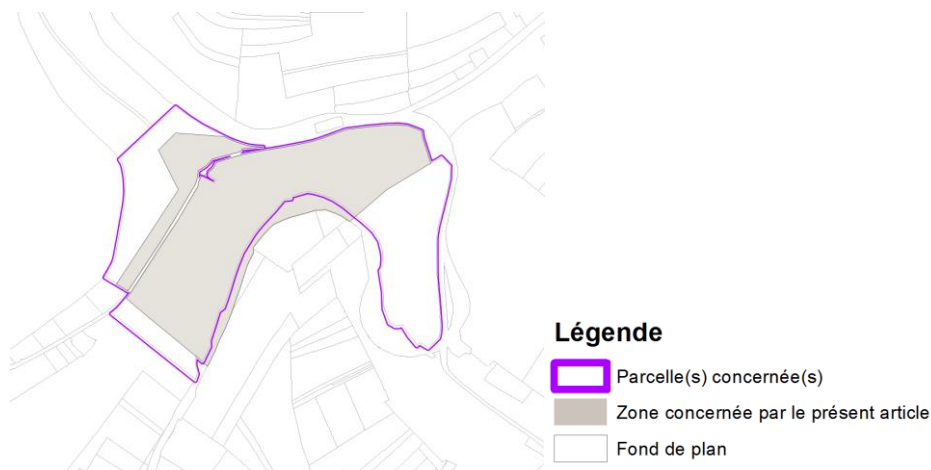 Légende
Parcelle(s) concernée(s)
Zone concernée par le présent article
Fond de plan